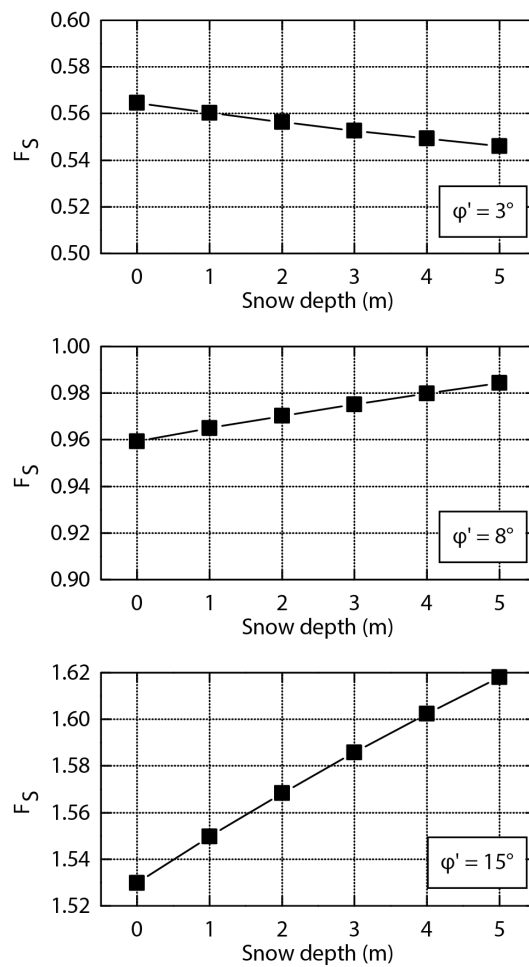 0.60
0.58
0.56
0.54
0.52
0.50
F_S
φ' = 3°
0 1 2 3 4 5
Snow depth (m)
1.00
0.98
0.96
0.94
0.92
0.90
F_S
φ' = 8°
0 1 2 3 4 5
Snow depth (m)
1.62
1.60
1.58
1.56
1.54
1.52
F_S
φ' = 15°
0 1 2 3 4 5
Snow depth (m)